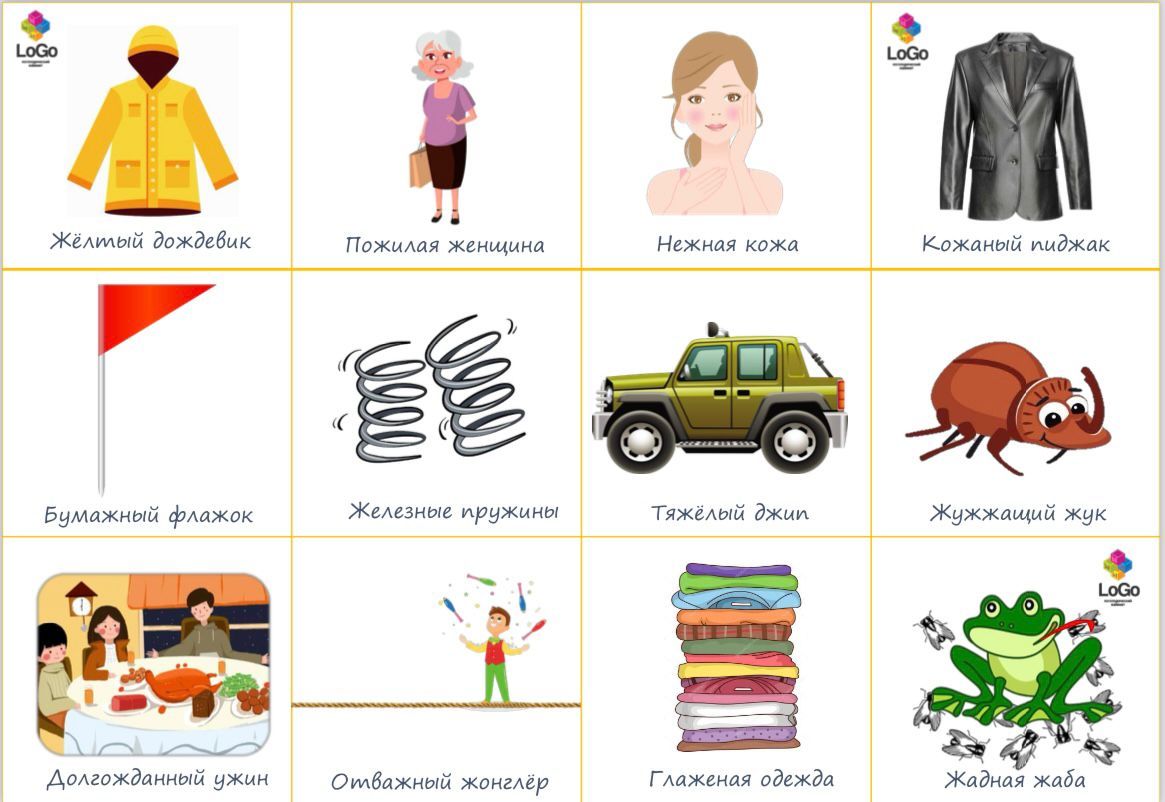 LoGo
LoGo
Жёлтый дождевик
Пожилая женщина
Нежная кожа
Кожаный пиджак
Бумажный флажок
Железные пружины
Тяжёлый джип
Жужжащий жук
LoGo
Долгожданный ужин
Отважный жонглёр
Глаженая одежда
Жадная жаба